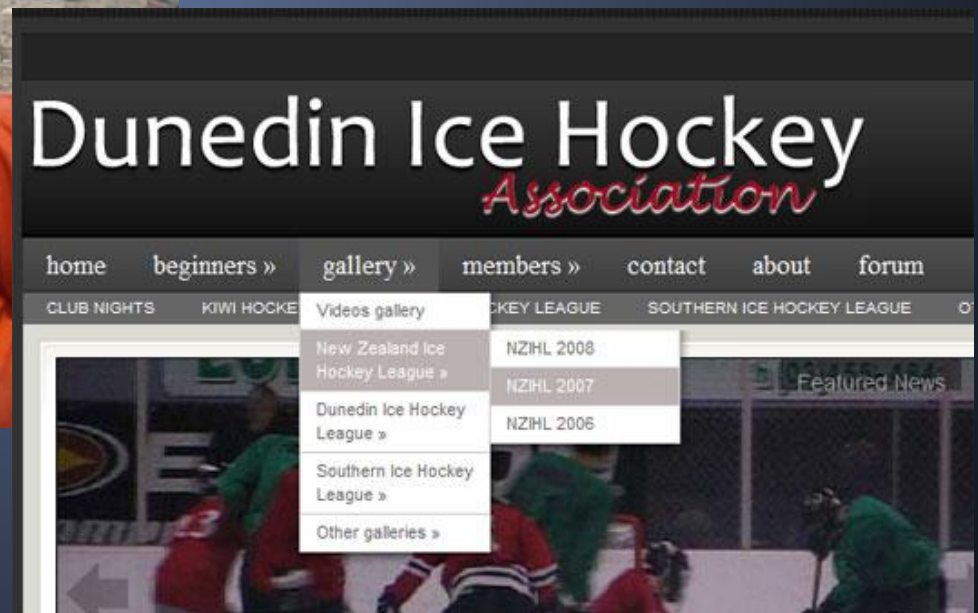 Dunedin Ice Hockey
Association
home beginners » gallery » members » contact about forum
CLUB NIGHTS KIWI HOCKE CKEY LEAGUE SOUTHERN ICE HOCKEY LEAGUE
Videos gallery
New Zealand Ice
Hockey League »
NZIHL 2008
NZIHL 2007
NZIHL 2006
Dunedin Ice Hockey
League »
Southern Ice Hockey
League »
Other galleries »
Featured News